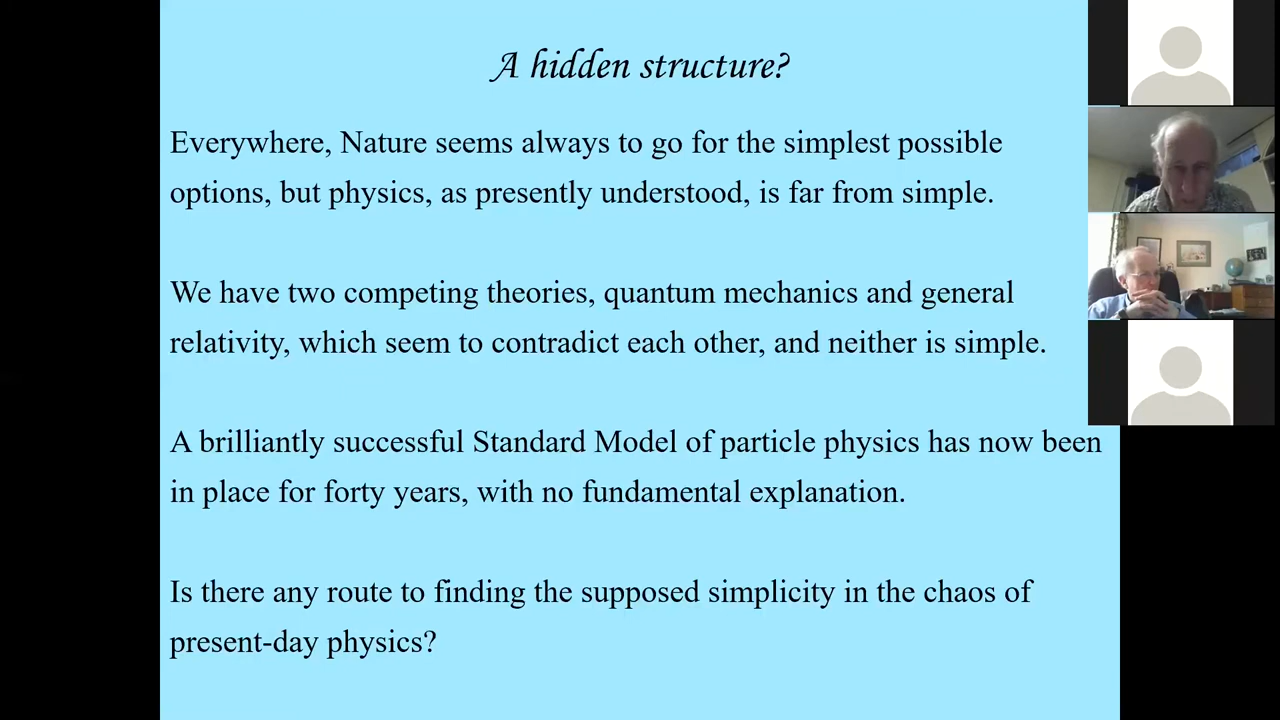 A hidden structure?
Everywhere, Nature seems always to go for the simplest possible
options, but physics, as presently understood, is far from simple.
We have two competing theories, quantum mechanics and general
relativity, which seem to contradict each other, and neither is simple.
A brilliantly successful Standard Model of particle physics has now been
in place for forty years, with no fundamental explanation.
Is there any route to finding the supposed simplicity in the chaos of
present-day physics?